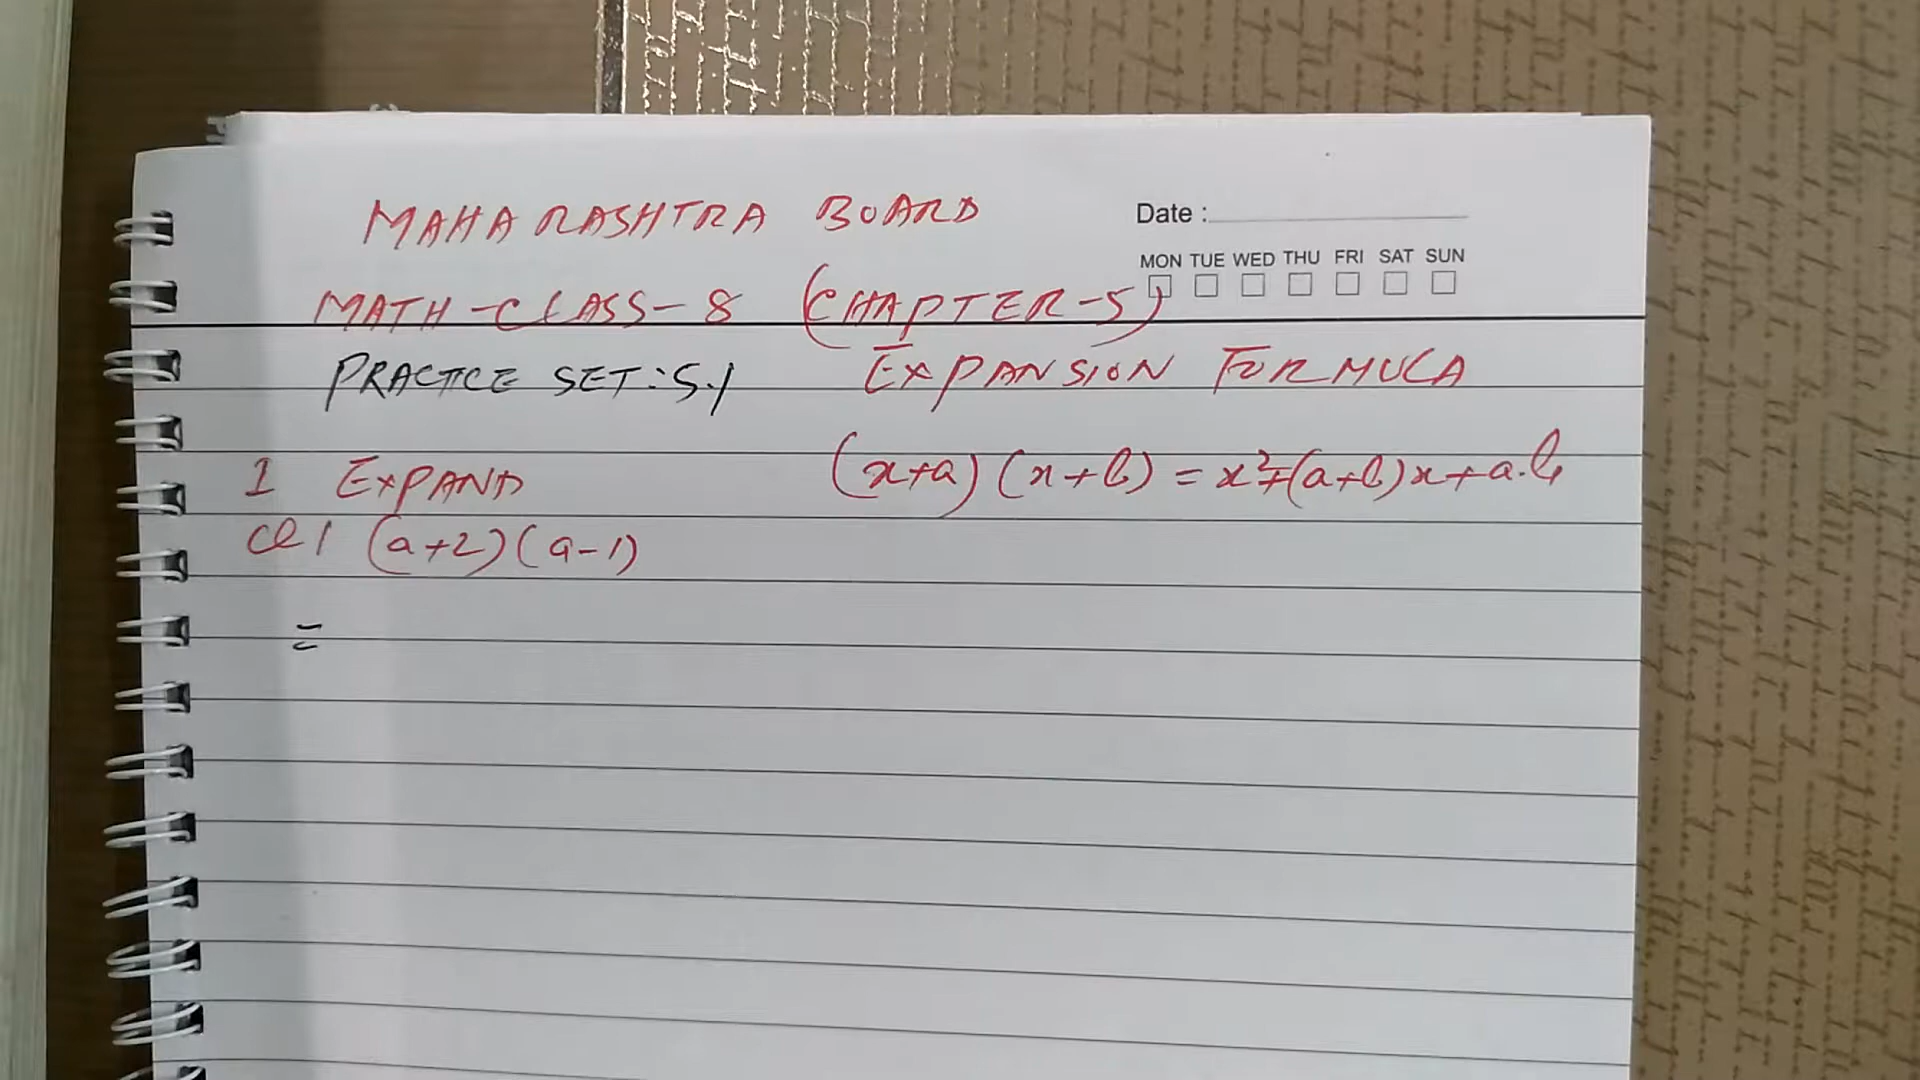 MAHARASHTRA BOARD
Date :
MON TUE WED THU FRI SAT SUN
MATH-CLASS-8 (CHAPTER-5)
PRACTICE SET:5.1 EXPANSION FORMULA
1 EXPAND (x+a)(x+b) = x²+(a+b)x+a.b
Q1 (a+2)(a-1)
=